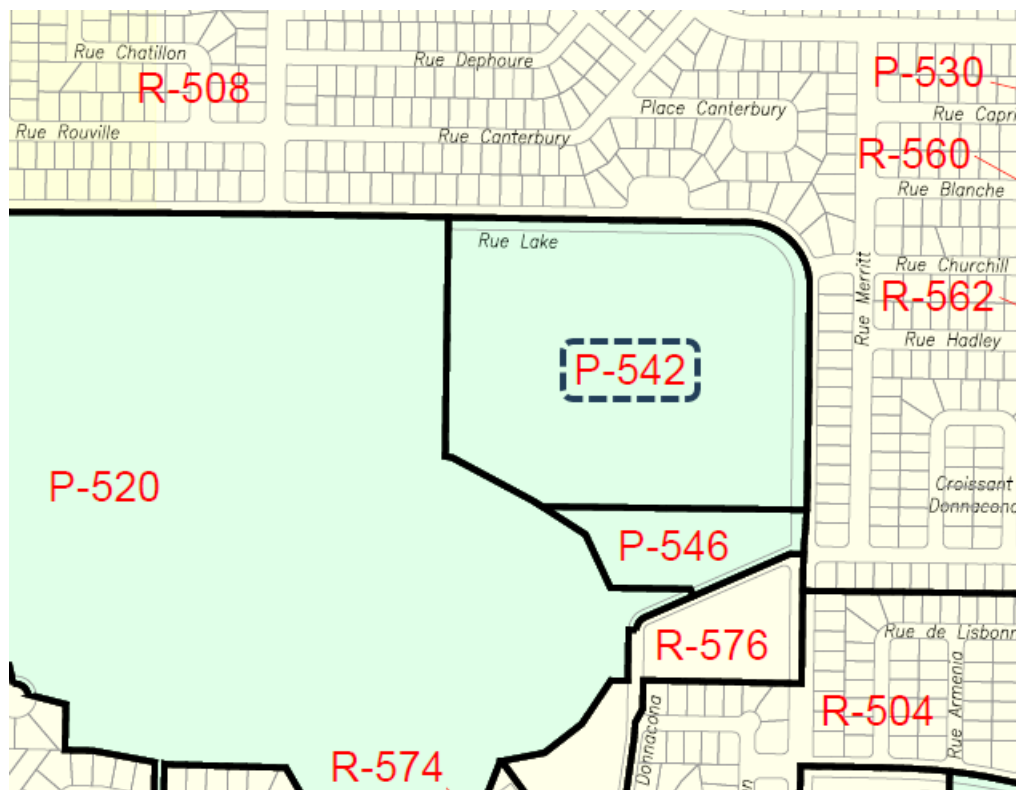 Rue Chatillon
Rue Dephoure
R-508
P-530
Place Canterbury
Rue Rouville
Rue Canterbury
Rue Capri
R-560
Rue Blanche
Rue Lake
Rue Merritt
Rue Churchill
R-562
Rue Hadley
P-542
P-520
Croissant
Donnacona
P-546
R-576
Rue de Lisbonn
Rue Armenia
R-504
Donnacona
R-574